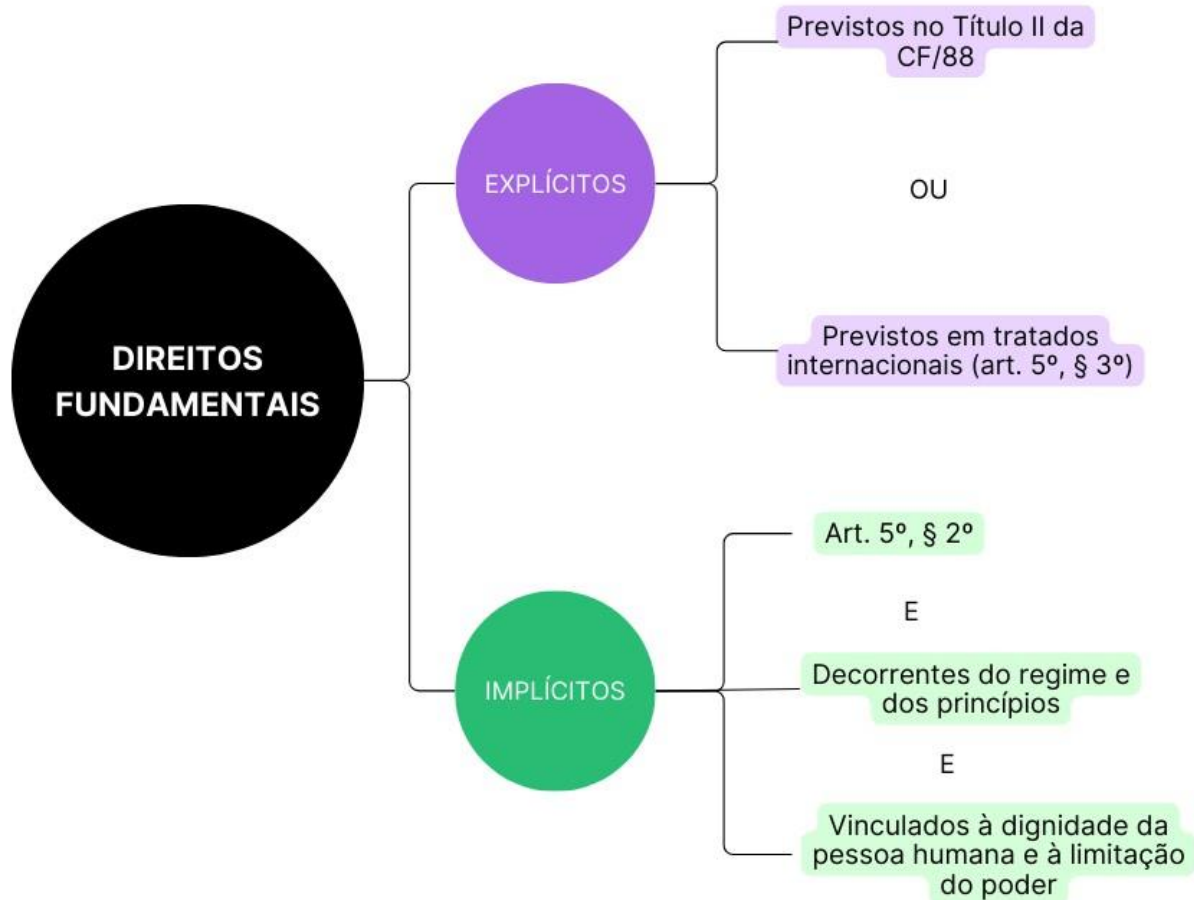 DIREITOS
FUNDAMENTAIS
EXPLÍCITOS
Previstos no Título II da
CF/88
OU
Previstos em tratados
internacionais (art. 5º, § 3º)
IMPLÍCITOS
Art. 5º, § 2º
E
Decorrentes do regime e
dos princípios
E
Vinculados à dignidade da
pessoa humana e à limitação
do poder